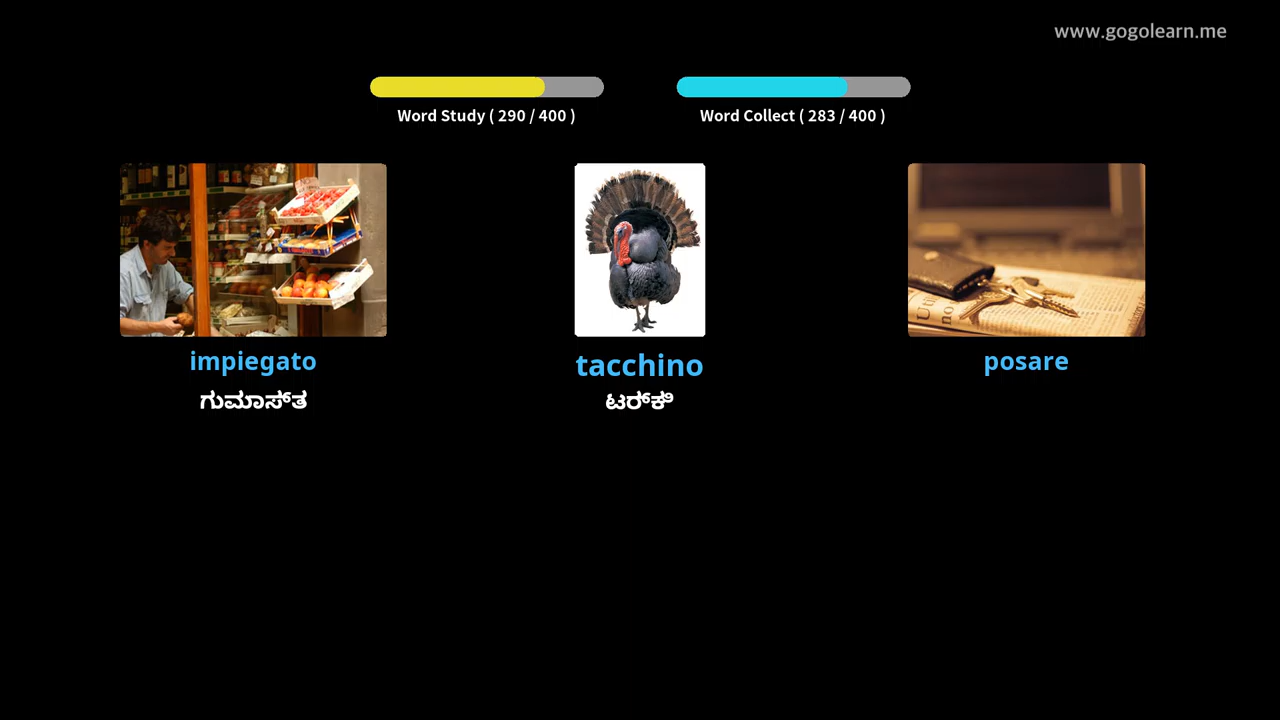 www.gogolearn.me
Word Study ( 290 / 400 )
Word Collect ( 283 / 400 )
impiegato
tacchino
posare
ಗುಮಾಸ್‌ತ
ಟರ್‌ಕಿ